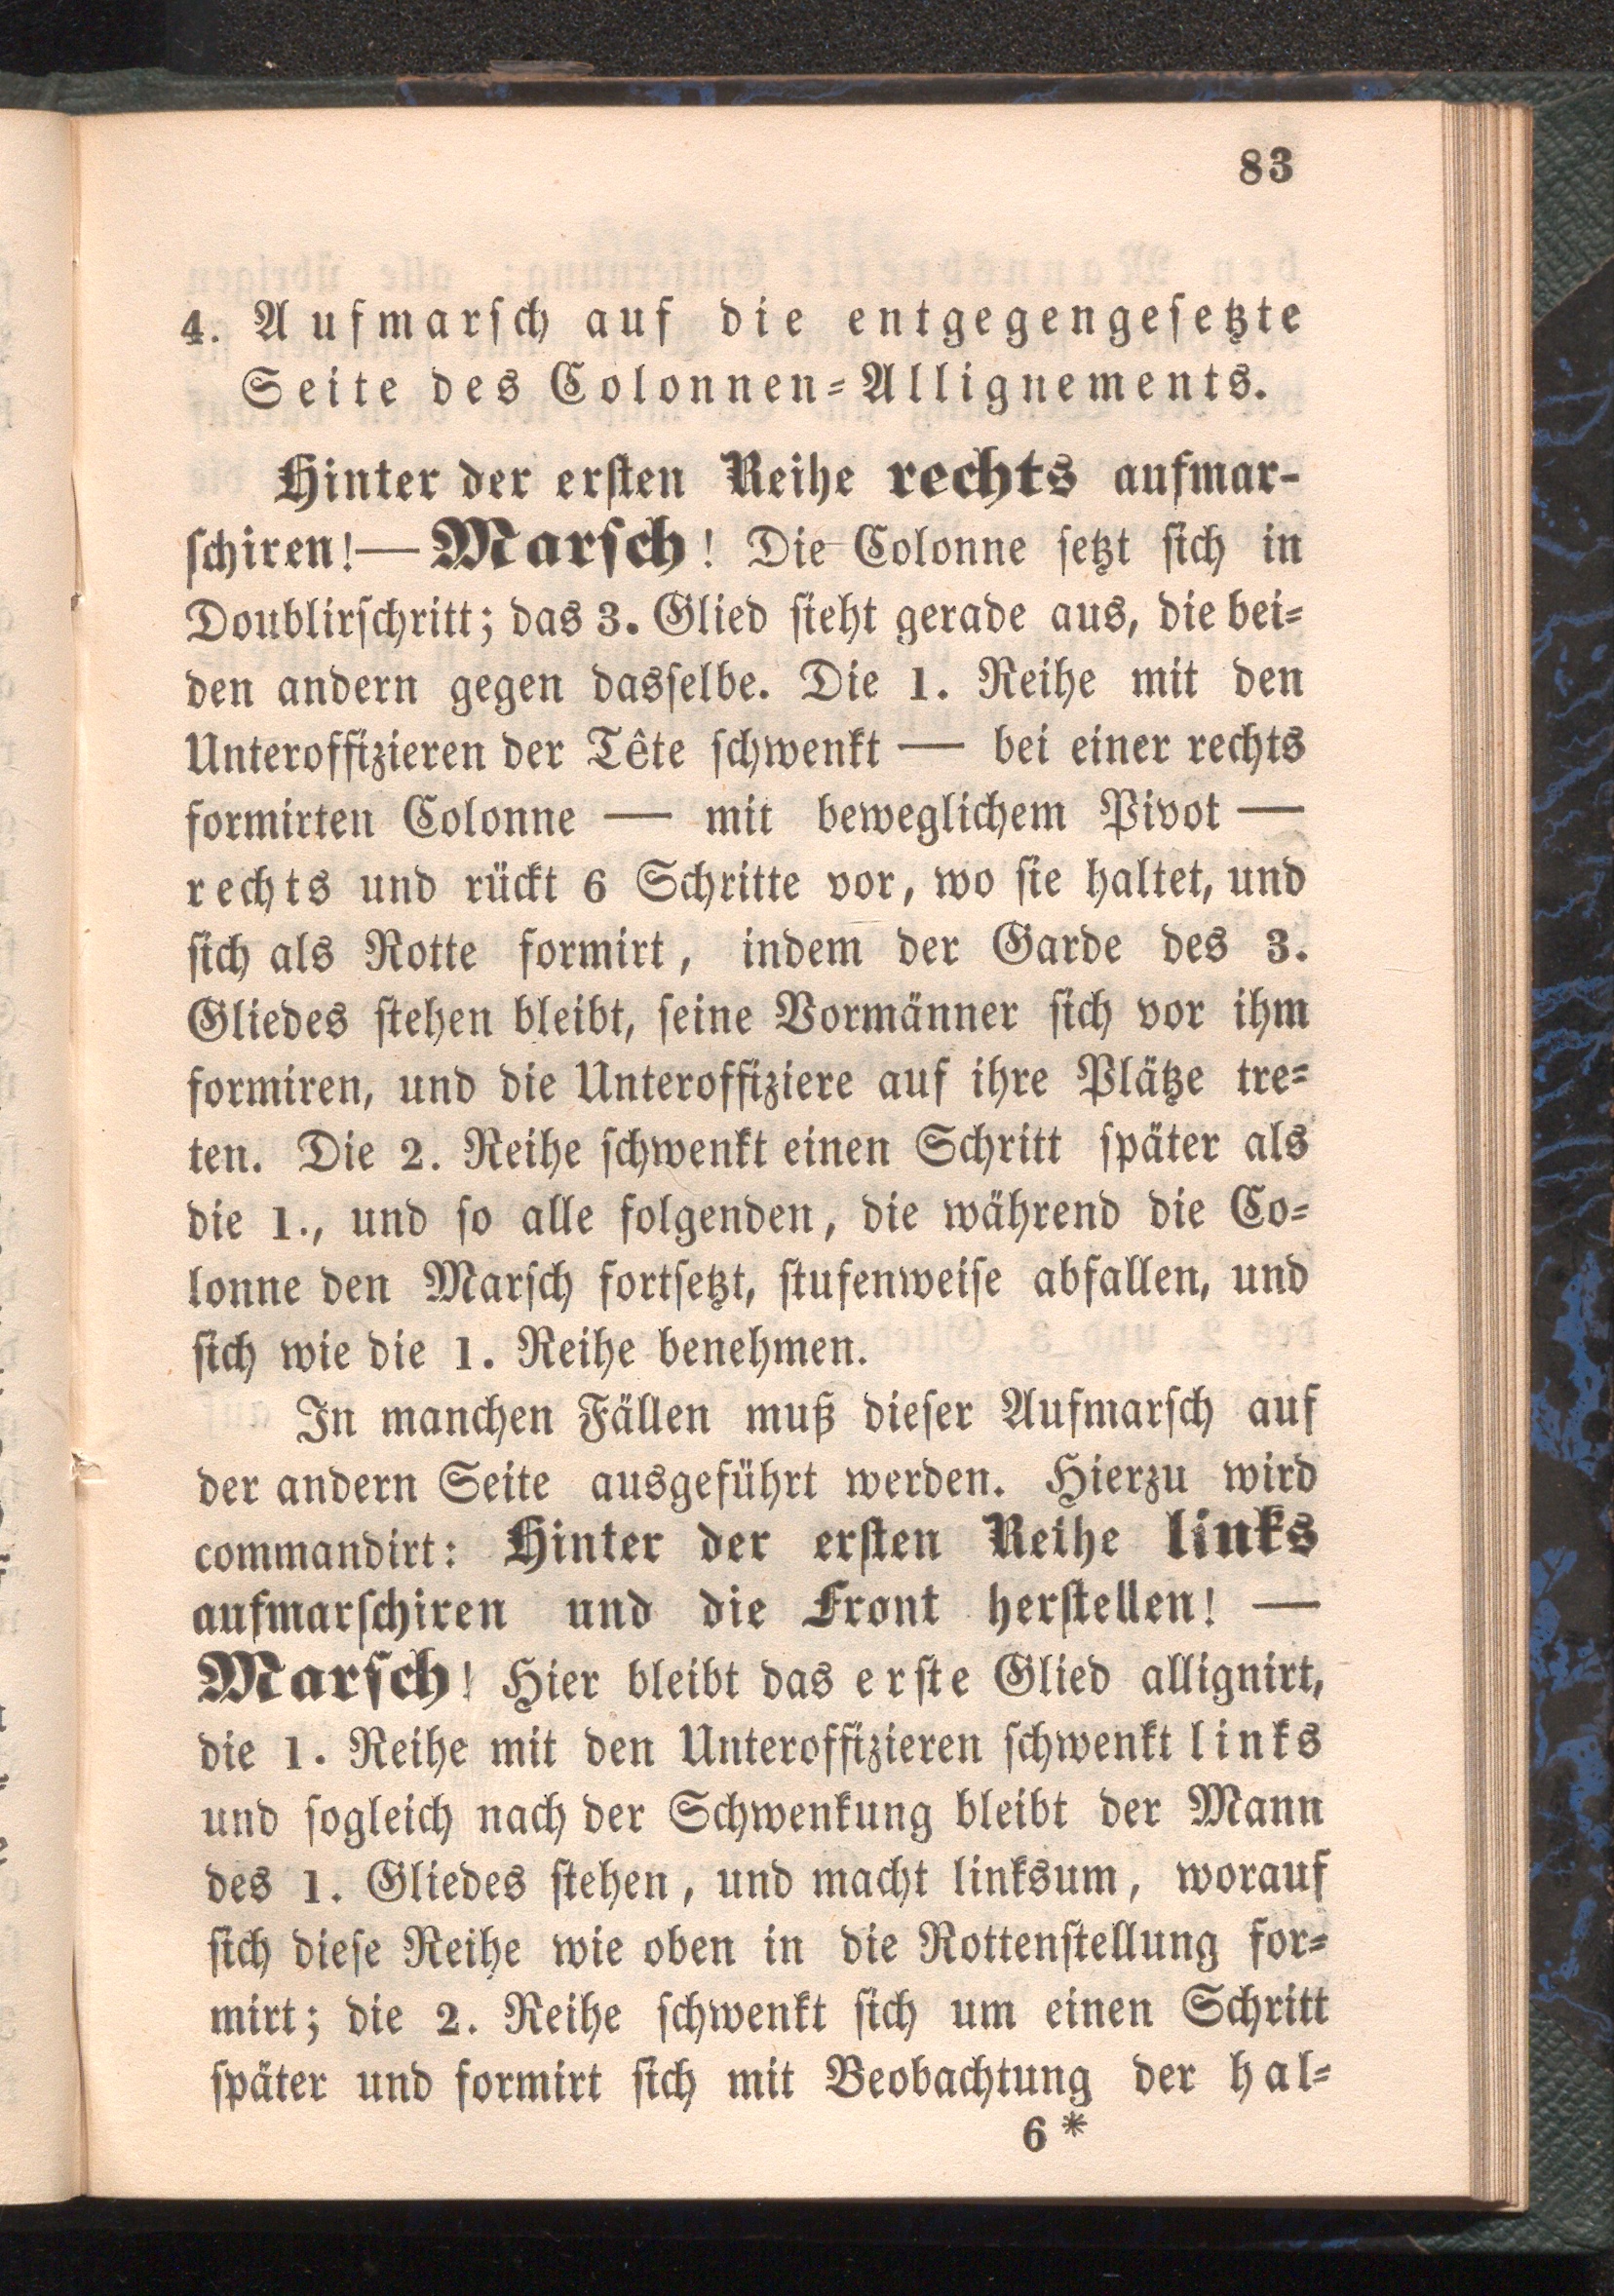 83
4. Aufmarſch auf die entgegengeſetzte
Seite des Colonnen-Allignements.
Hinter der erſten Reihe rechts aufmar-
ſchiren!— Marſch! Die Colonne ſetzt ſich in
Doublirſchritt; das 3. Glied ſieht gerade aus, die bei-
den andern gegen dasſelbe. Die 1. Reihe mit den
Unteroffizieren der Tête ſchwenkt — bei einer rechts
formirten Colonne — mit beweglichem Pivot —
rechts und rückt 6 Schritte vor, wo ſie haltet, und
ſich als Rotte formirt, indem der Garde des 3.
Gliedes ſtehen bleibt, ſeine Vormänner ſich vor ihm
formiren, und die Unteroffiziere auf ihre Plätze tre-
ten. Die 2. Reihe ſchwenkt einen Schritt ſpäter als
die 1., und ſo alle folgenden, die während die Co-
lonne den Marſch fortſetzt, ſtufenweiſe abfallen, und
ſich wie die 1. Reihe benehmen.
In manchen Fällen muß dieſer Aufmarſch auf
der andern Seite ausgeführt werden. Hierzu wird
commandirt: Hinter der erſten Reihe links
aufmarſchiren und die Front herſtellen! —
Marſch! Hier bleibt das erſte Glied allignirt,
die 1. Reihe mit den Unteroffizieren ſchwenkt links
und ſogleich nach der Schwenkung bleibt der Mann
des 1. Gliedes ſtehen, und macht linksum, worauf
ſich dieſe Reihe wie oben in die Rottenſtellung for-
mirt; die 2. Reihe ſchwenkt ſich um einen Schritt
ſpäter und formirt ſich mit Beobachtung der hal-
6*